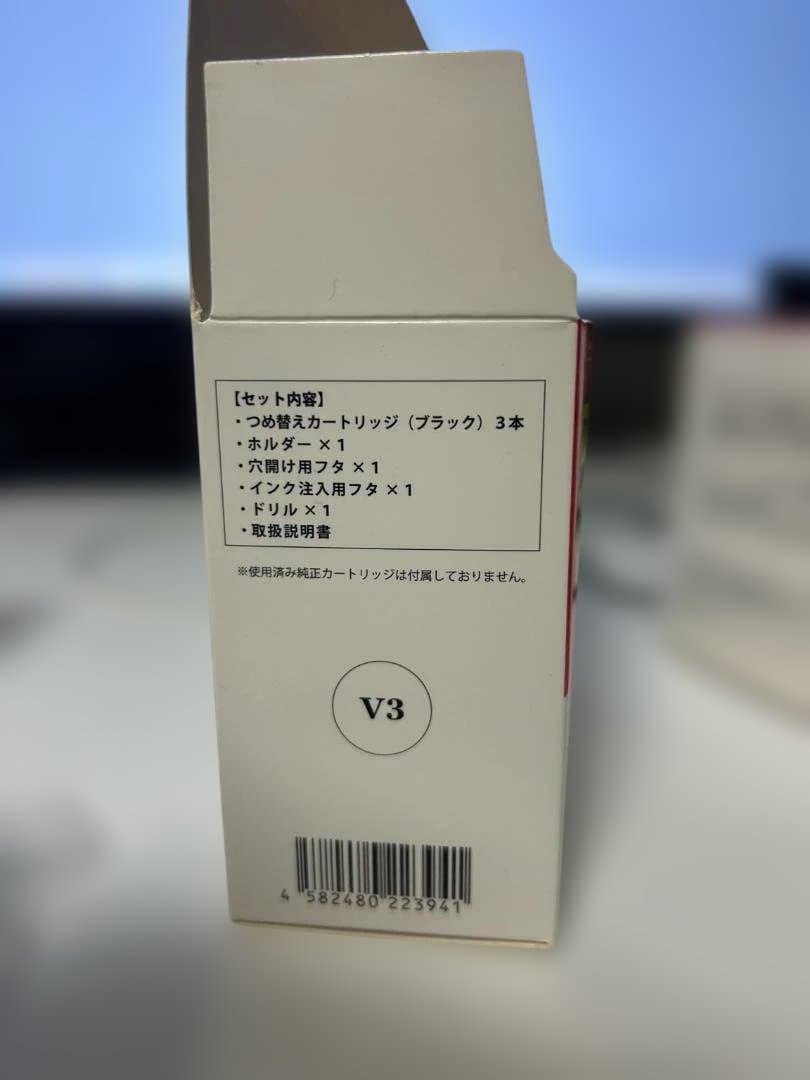 【セット内容】
・つめ替えカートリッジ（ブラック）３本
・ホルダー × 1
・穴開け用フタ × 1
・インク注入用フタ × 1
・ドリル × 1
・取扱説明書
※使用済み純正カートリッジは付属しておりません。
V3
4 582480 223941